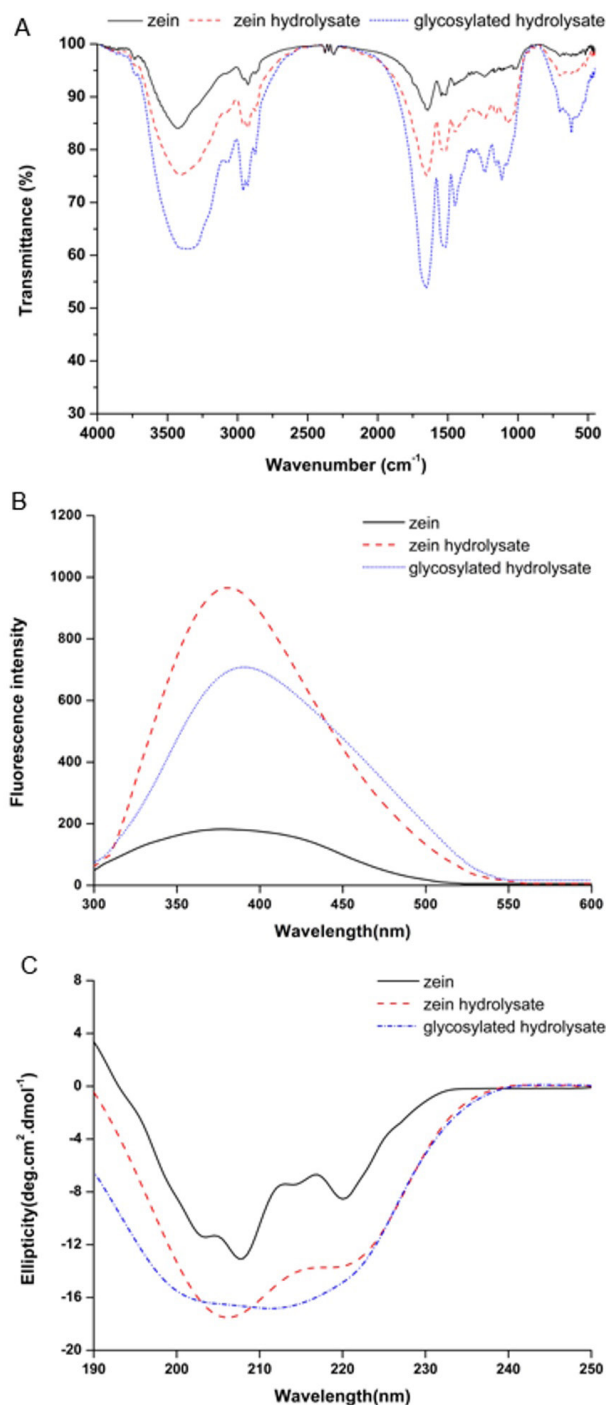 A
zein
zein hydrolysate
glycosylated hydrolysate
100
90
80
70
60
50
40
30
Transmittance (%)
4000 3500 3000 2500 2000 1500 1000 500
Wavenumber (cm⁻¹)
B
zein
zein hydrolysate
glycosylated hydrolysate
1200
1000
800
600
400
200
0
Fluorescence intensity
300 350 400 450 500 550 600
Wavelength(nm)
C
zein
zein hydrolysate
glycosylated hydrolysate
8
4
0
-4
-8
-12
-16
-20
Ellipticity(deg.cm².dmol⁻¹)
190 200 210 220 230 240 250
Wavelength(nm)